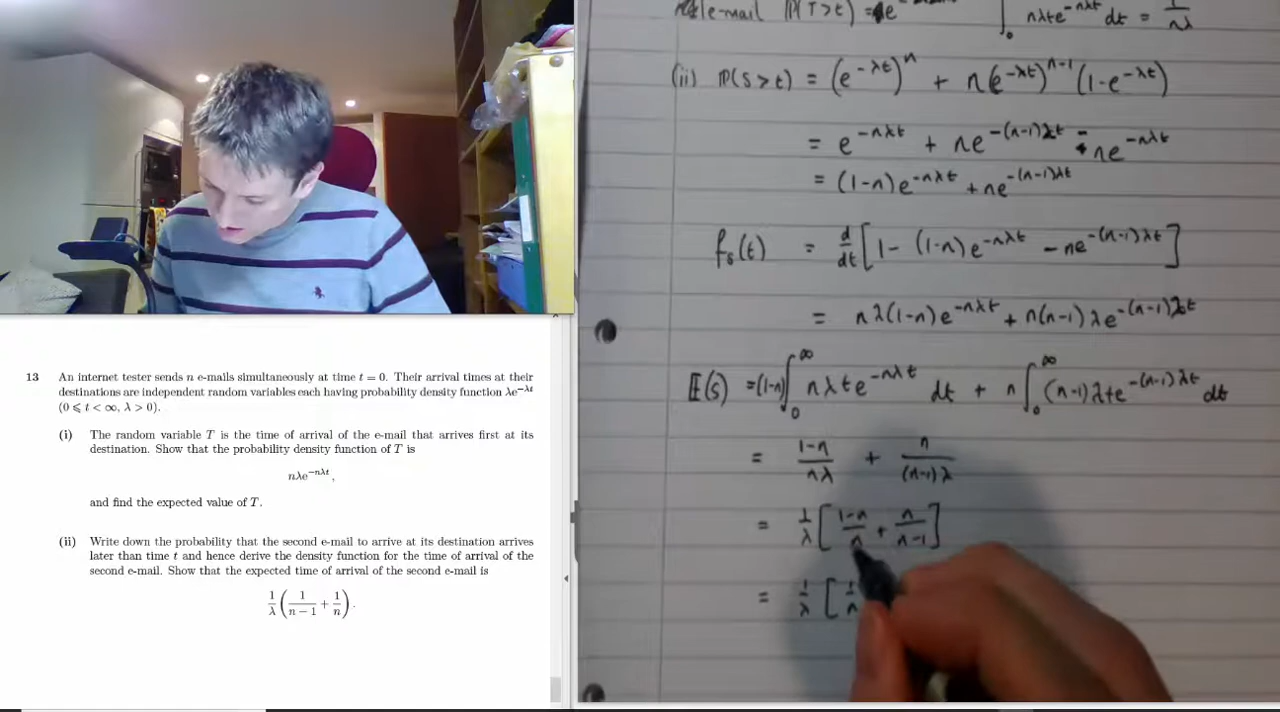 13 An internet tester sends n e-mails simultaneously at time t = 0. Their arrival times at their
destinations are independent random variables each having probability density function λe^{−λt}
(0 ⩽ t < ∞, λ > 0).
(i) The random variable T is the time of arrival of the e-mail that arrives first at its
destination. Show that the probability density function of T is
nλe^{−nλt},
and find the expected value of T.
(ii) Write down the probability that the second e-mail to arrive at its destination arrives
later than time t and hence derive the density function for the time of arrival of the
second e-mail. Show that the expected time of arrival of the second e-mail is
1/λ (1/(n−1) + 1/n).
e-mail P(T>t) = e ∫_0 nλte^{-nλt} dt = 1/nλ
(ii) P(S>t) = (e^{-λt})^n + n(e^{-λt})^{n-1} (1-e^{-λt})
= e^{-nλt} + ne^{-(n-1)λt} - ne^{-nλt}
= (1-n)e^{-nλt} + ne^{-(n-1)λt}
f_S(t) = d/dt [1 - (1-n)e^{-nλt} - ne^{-(n-1)λt}]
= nλ(1-n)e^{-nλt} + n(n-1)λe^{-(n-1)λt}
E(S) = (1-n)∫_0^∞ nλte^{-nλt} dt + n∫_0^∞ (n-1)λte^{-(n-1)λt} dt
= (1-n)/nλ + n/((n-1)λ)
= 1/λ [(1-n)/n + n/(n-1)]
= 1/λ [1/n